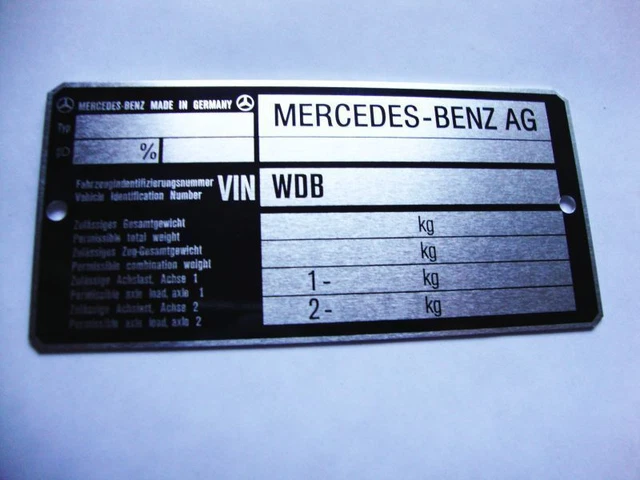 MERCEDES-BENZ MADE IN GERMANY
MERCEDES-BENZ AG
Typ
%
Fahrzeugidentifizierungsnummer
Vehicle Identification Number
VIN WDB
Zulässiges Gesamtgewicht
Permissible total weight
kg
Zulässiges Zug-Gesamtgewicht
Permissible combination weight
kg
Zulässige Achslast, Achse 1
Permissible axle load, axle 1
1- kg
Zulässige Achslast, Achse 2
Permissible axle load, axle 2
2- kg